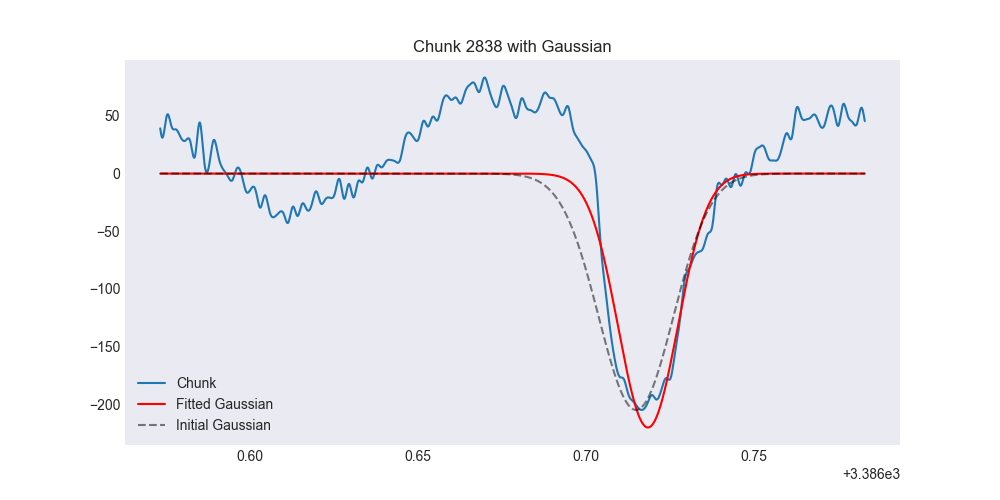 Chunk 2838 with Gaussian
50
0
−50
−100
−150
−200
Chunk
Fitted Gaussian
Initial Gaussian
0.60 0.65 0.70 0.75
+3.386e3